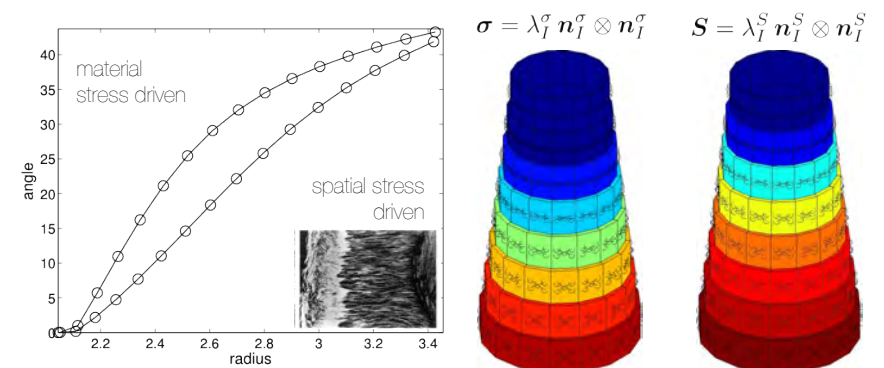 material
stress driven
spatial stress
driven
angle
40
35
30
25
20
15
10
5
0
2.2
2.4
2.6
2.8
3
3.2
3.4
radius
σ = λ_I^σ n_I^σ ⊗ n_I^σ
S = λ_I^S n_I^S ⊗ n_I^S